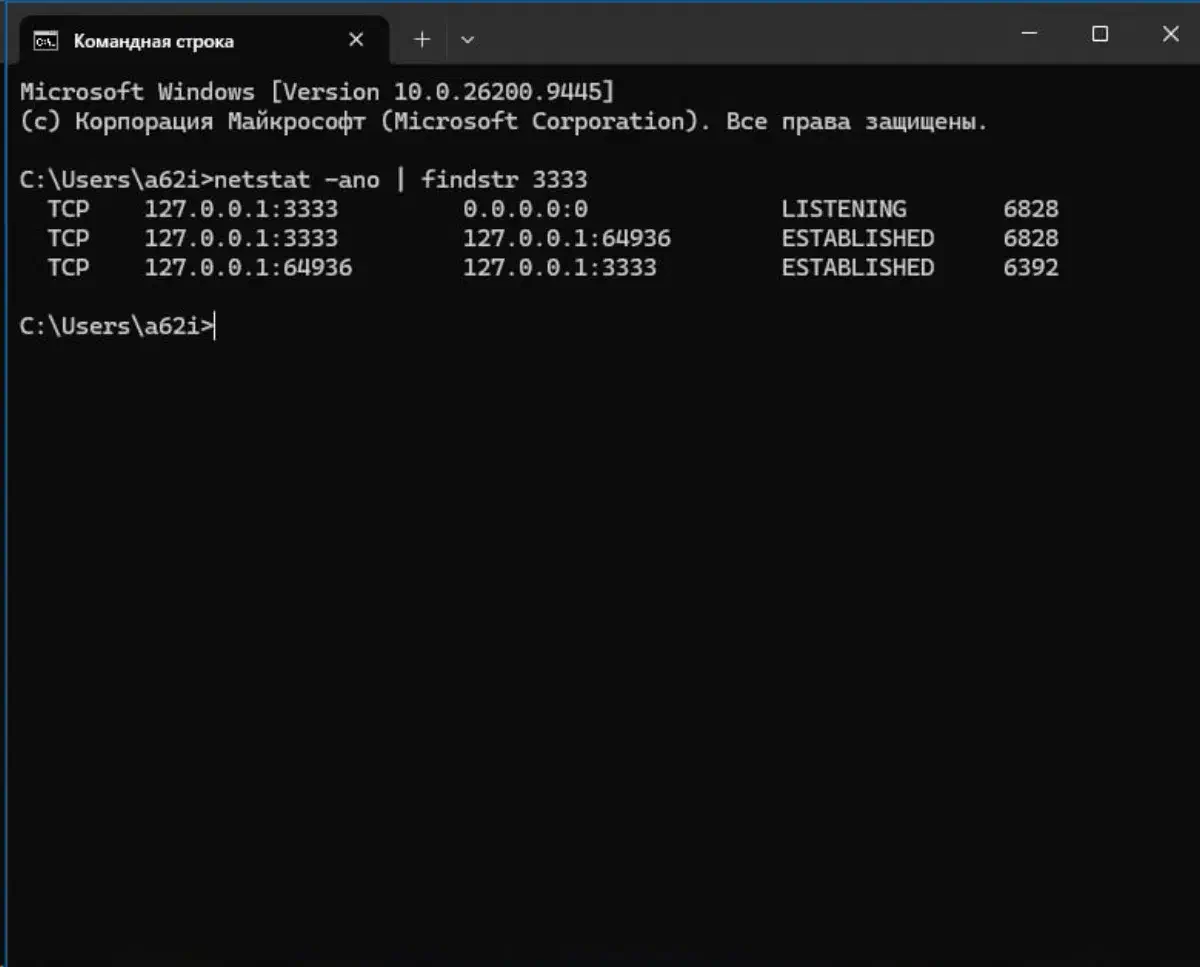 Командная строка
Microsoft Windows [Version 10.0.26200.9445]
(c) Корпорация Майкрософт (Microsoft Corporation). Все права защищены.
C:\Users\a62i>netstat -ano | findstr 3333
TCP    127.0.0.1:3333         0.0.0.0:0              LISTENING       6828
TCP    127.0.0.1:3333         127.0.0.1:64936        ESTABLISHED     6828
TCP    127.0.0.1:64936        127.0.0.1:3333         ESTABLISHED     6392
C:\Users\a62i>